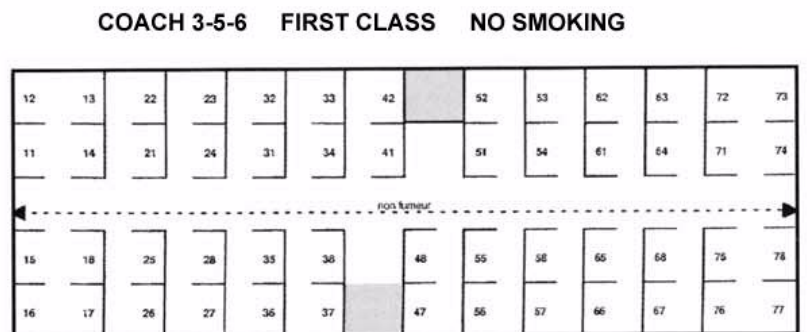 COACH 3-5-6 FIRST CLASS NO SMOKING
12 13 22 23 32 33 42 52 53 62 63 72 73
11 14 21 24 31 34 41 51 54 61 64 71 74
non fumeur
15 18 25 28 35 38 48 55 58 65 68 75 78
16 17 26 27 36 37 47 56 57 66 67 76 77